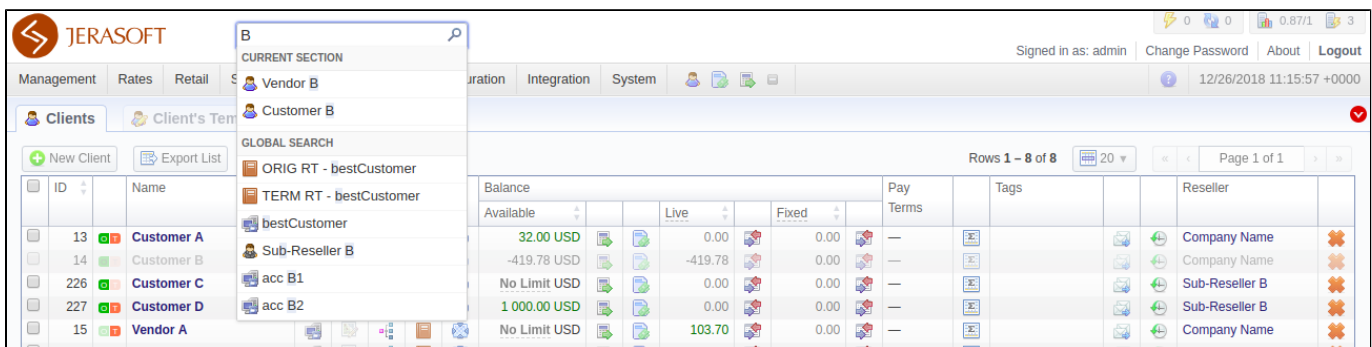 JERASOFT
B
0 0 0.87/1 3
Signed in as: admin Change Password About Logout
CURRENT SECTION
Vendor B
Customer B
GLOBAL SEARCH
ORIG RT - bestCustomer
TERM RT - bestCustomer
bestCustomer
Sub-Reseller B
acc B1
acc B2
Management Rates Retail S uration Integration System 12/26/2018 11:15:57 +0000
Clients Client's Tem
New Client Export List Rows 1 – 8 of 8 20 « ‹ Page 1 of 1 › »
ID Name Balance Pay Terms Tags Reseller
Available Live Fixed
13 O T Customer A 32.00 USD 0.00 0.00 — Company Name
14 Customer B -419.78 USD -419.78 0.00 — Company Name
226 O Customer C No Limit USD 0.00 0.00 — Sub-Reseller B
227 O T Customer D 1 000.00 USD 0.00 0.00 — Sub-Reseller B
15 T Vendor A No Limit USD 103.70 0.00 — Company Name